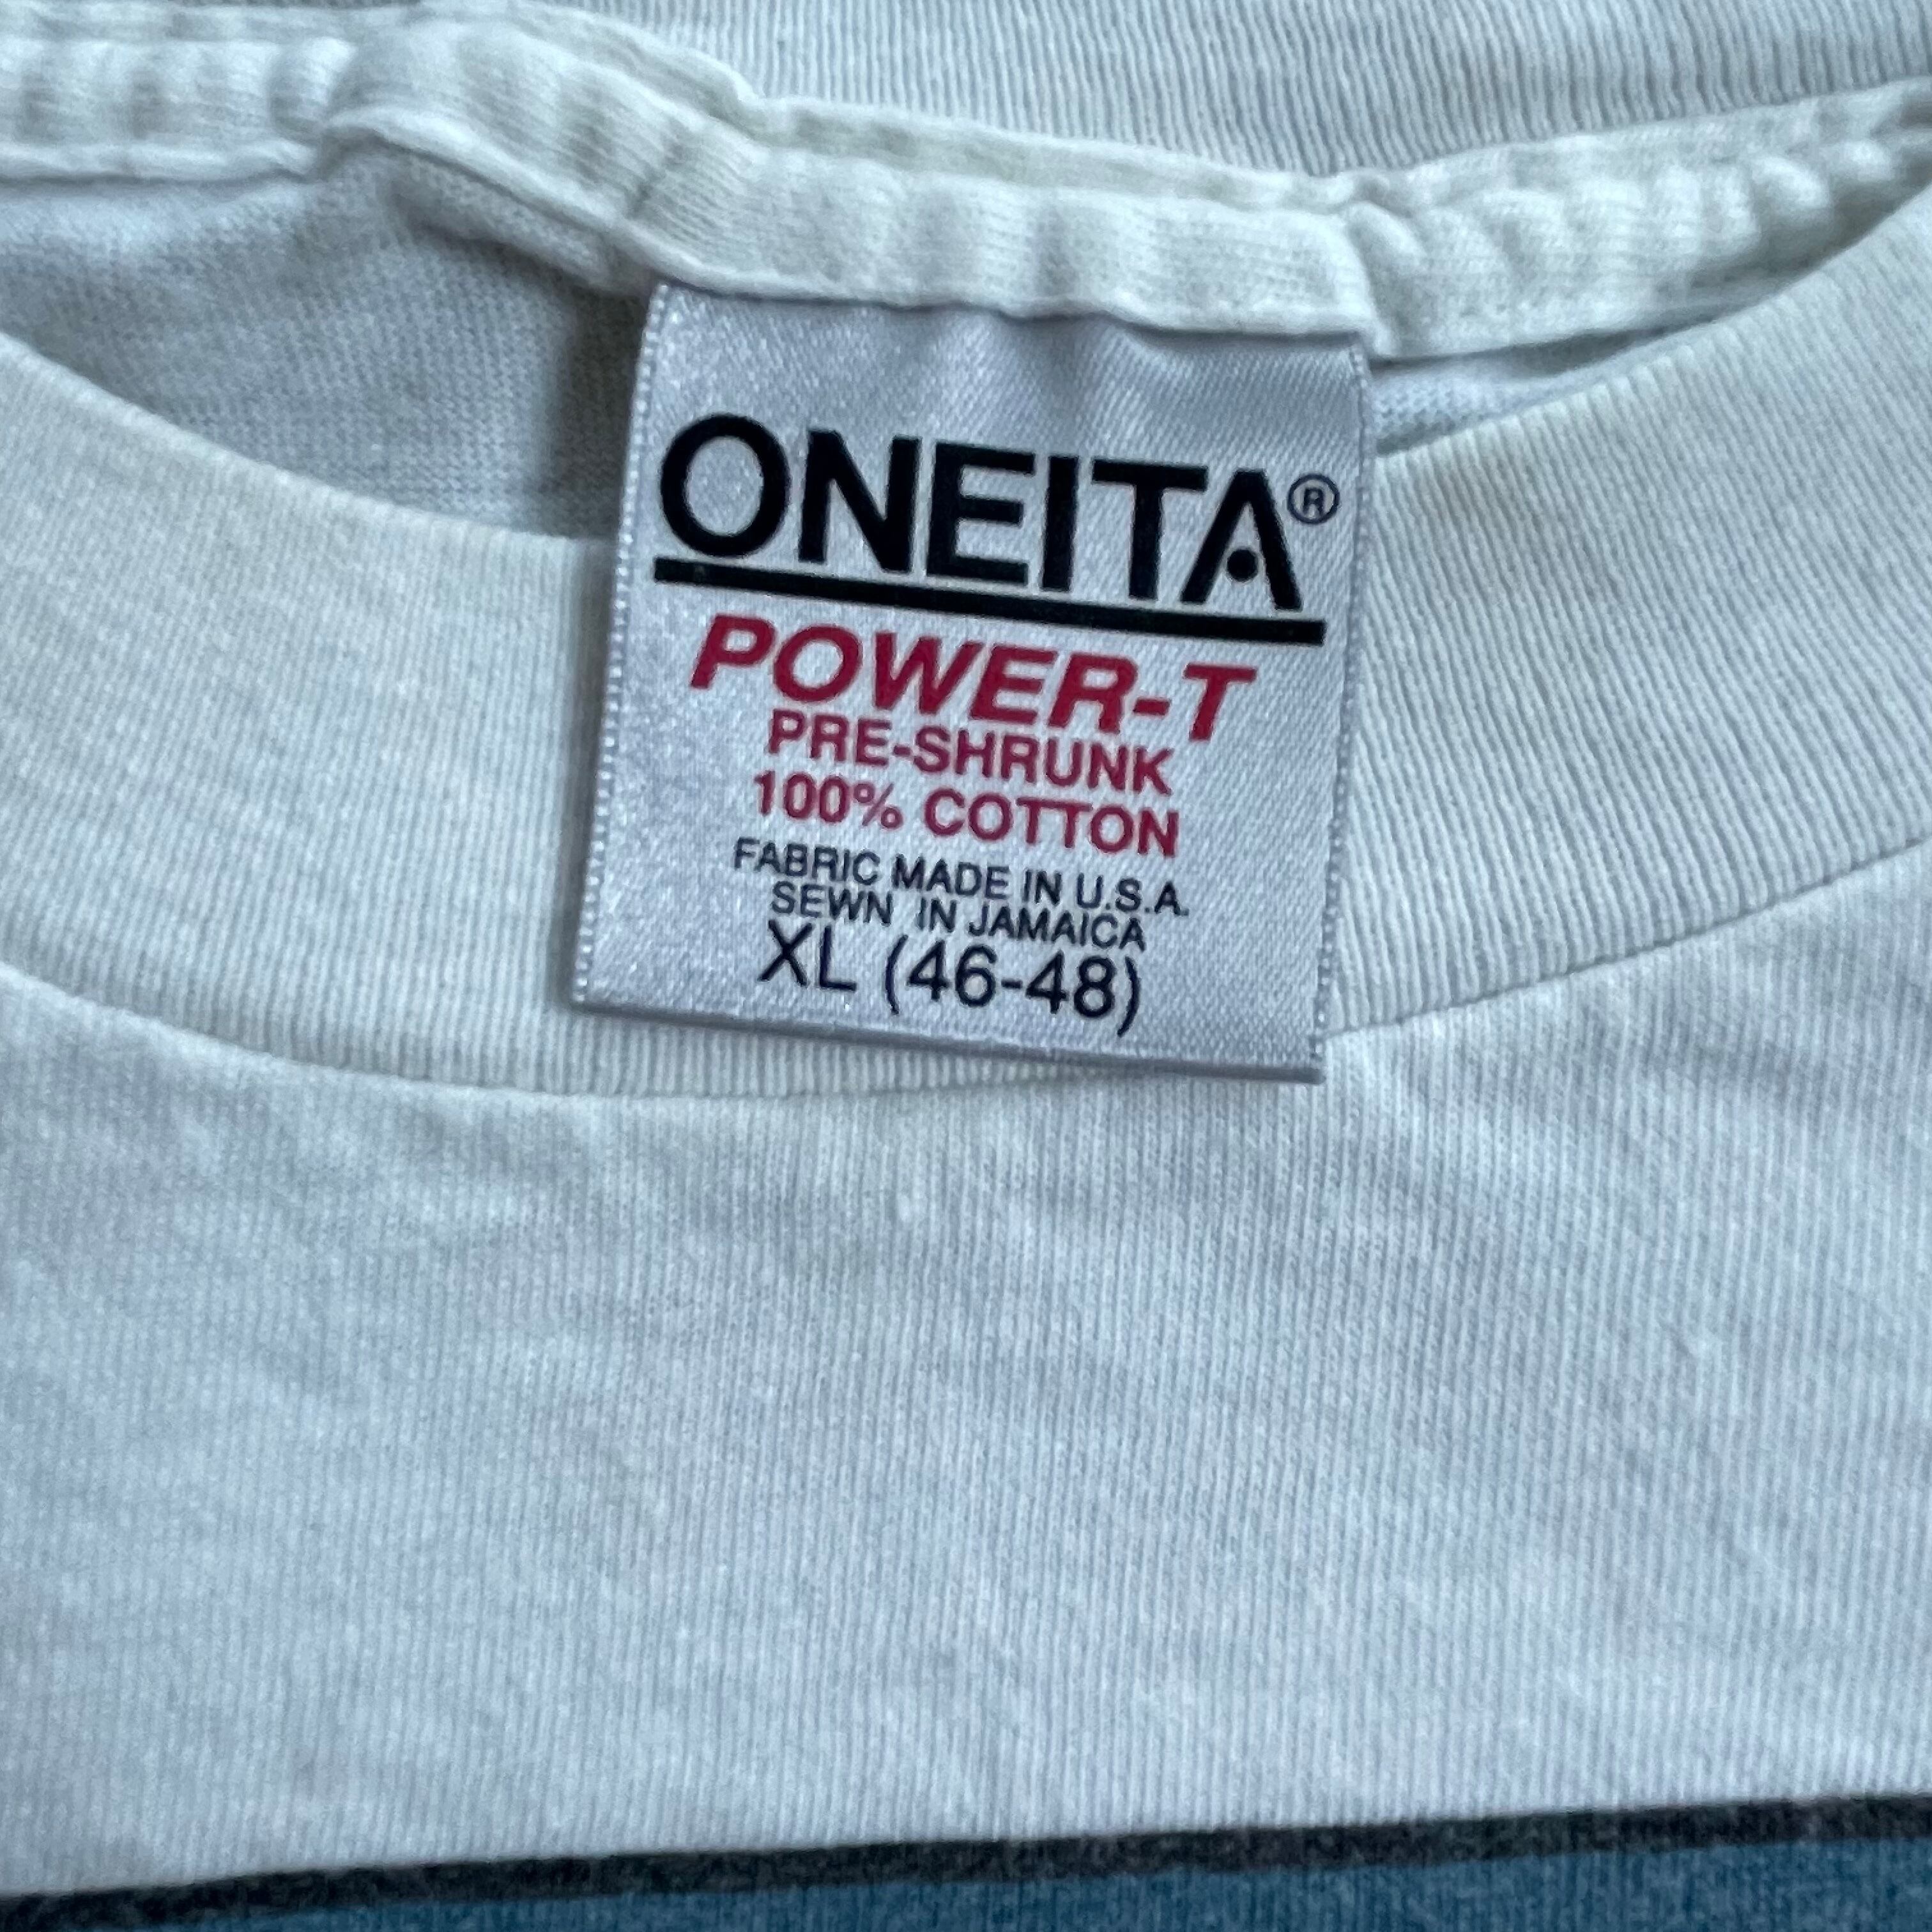 ONEITA®
POWER-T
PRE-SHRUNK
100% COTTON
FABRIC MADE IN U.S.A.
SEWN IN JAMAICA
XL (46-48)